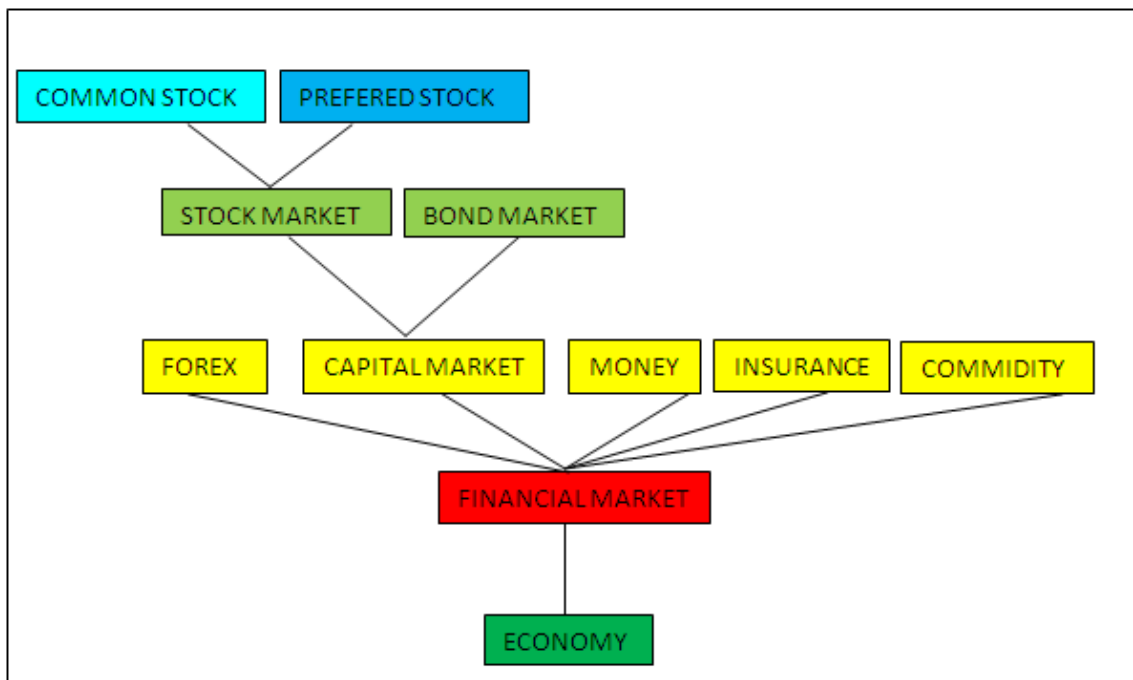 COMMON STOCK
PREFERED STOCK
STOCK MARKET
BOND MARKET
FOREX
CAPITAL MARKET
MONEY
INSURANCE
COMMIDITY
FINANCIAL MARKET
ECONOMY